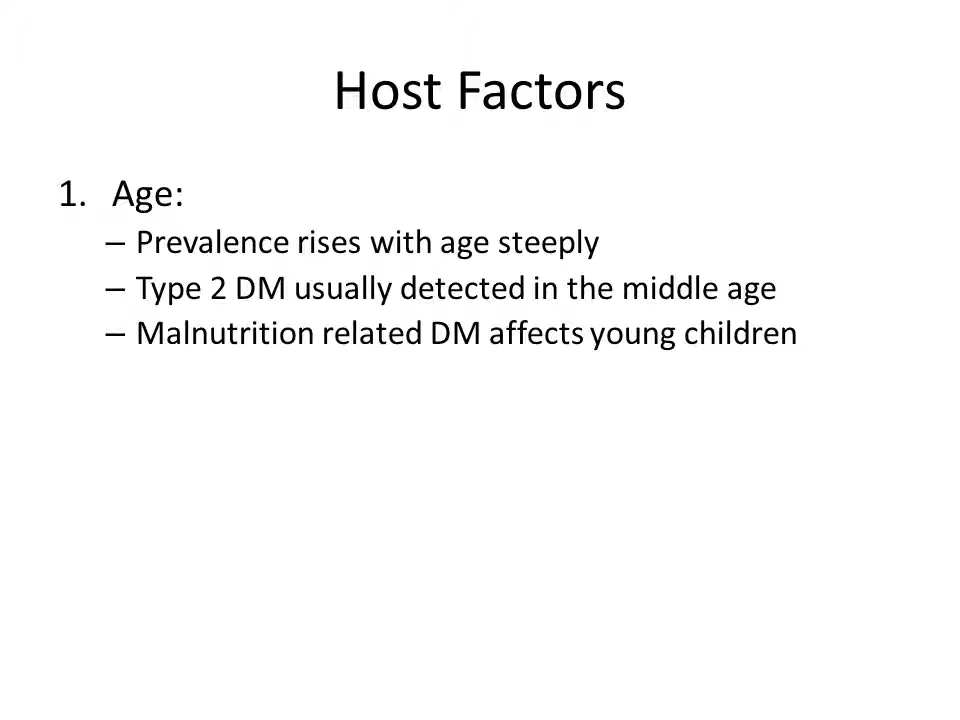 Host Factors
1. Age:
– Prevalence rises with age steeply
– Type 2 DM usually detected in the middle age
– Malnutrition related DM affects young children